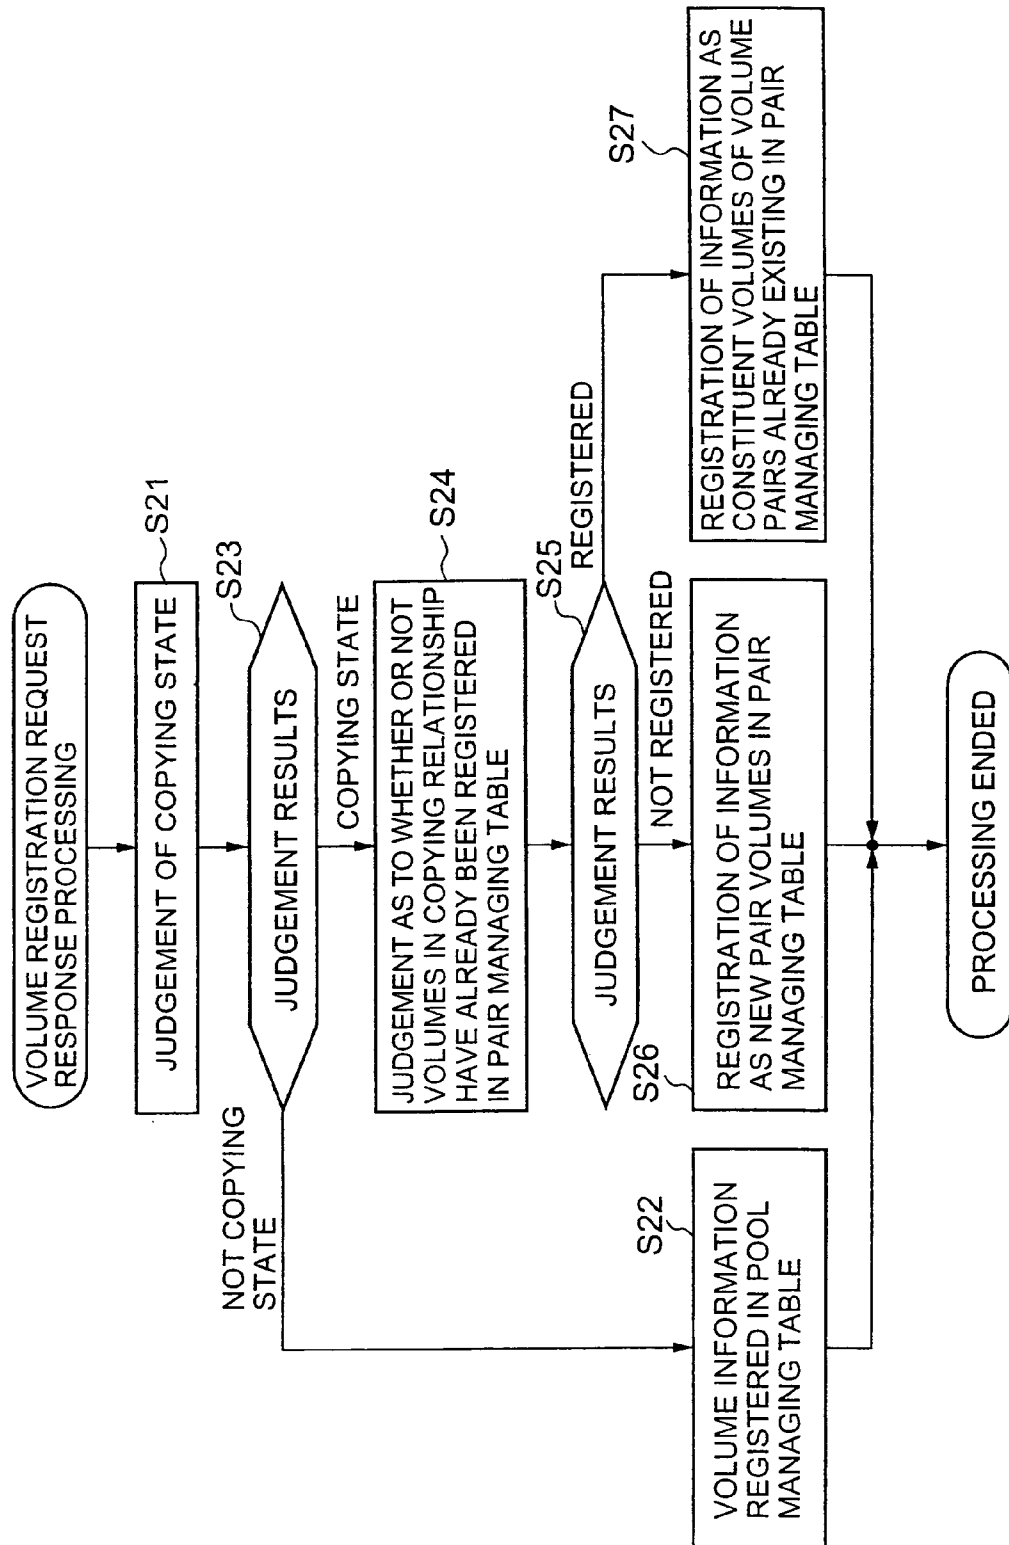 VOLUME REGISTRATION REQUEST
RESPONSE PROCESSING
S21
JUDGEMENT OF COPYING STATE
S23
JUDGEMENT RESULTS
NOT COPYING
STATE
COPYING STATE
S24
JUDGEMENT AS TO WHETHER OR NOT
VOLUMES IN COPYING RELATIONSHIP
HAVE ALREADY BEEN REGISTERED
IN PAIR MANAGING TABLE
S25
JUDGEMENT RESULTS
REGISTERED
NOT REGISTERED
S22
VOLUME INFORMATION
REGISTERED IN POOL
MANAGING TABLE
S26
REGISTRATION OF INFORMATION
AS NEW PAIR VOLUMES IN PAIR
MANAGING TABLE
S27
REGISTRATION OF INFORMATION AS
CONSTITUENT VOLUMES OF VOLUME
PAIRS ALREADY EXISTING IN PAIR
MANAGING TABLE
PROCESSING ENDED